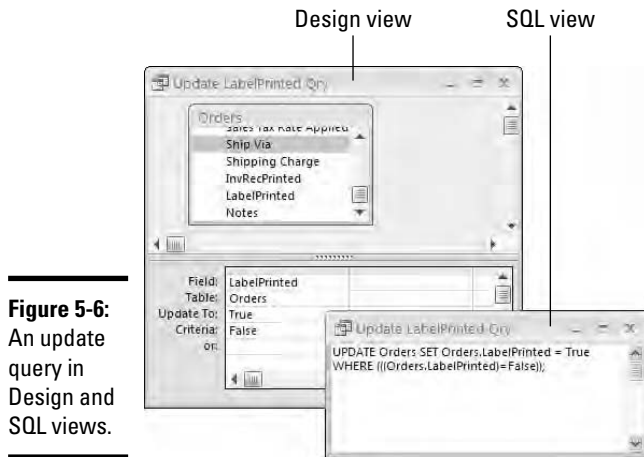 Design view
SQL view
Update LabelPrinted Qry
Orders
Sales Tax Rate Applied
Ship Via
Shipping Charge
InvRecPrinted
LabelPrinted
Notes
Field: LabelPrinted
Table: Orders
Update To: True
Criteria: False
or:
Update LabelPrinted Qry
UPDATE Orders SET Orders.LabelPrinted = True
WHERE (((Orders.LabelPrinted)=False));
Figure 5-6:
An update
query in
Design and
SQL views.